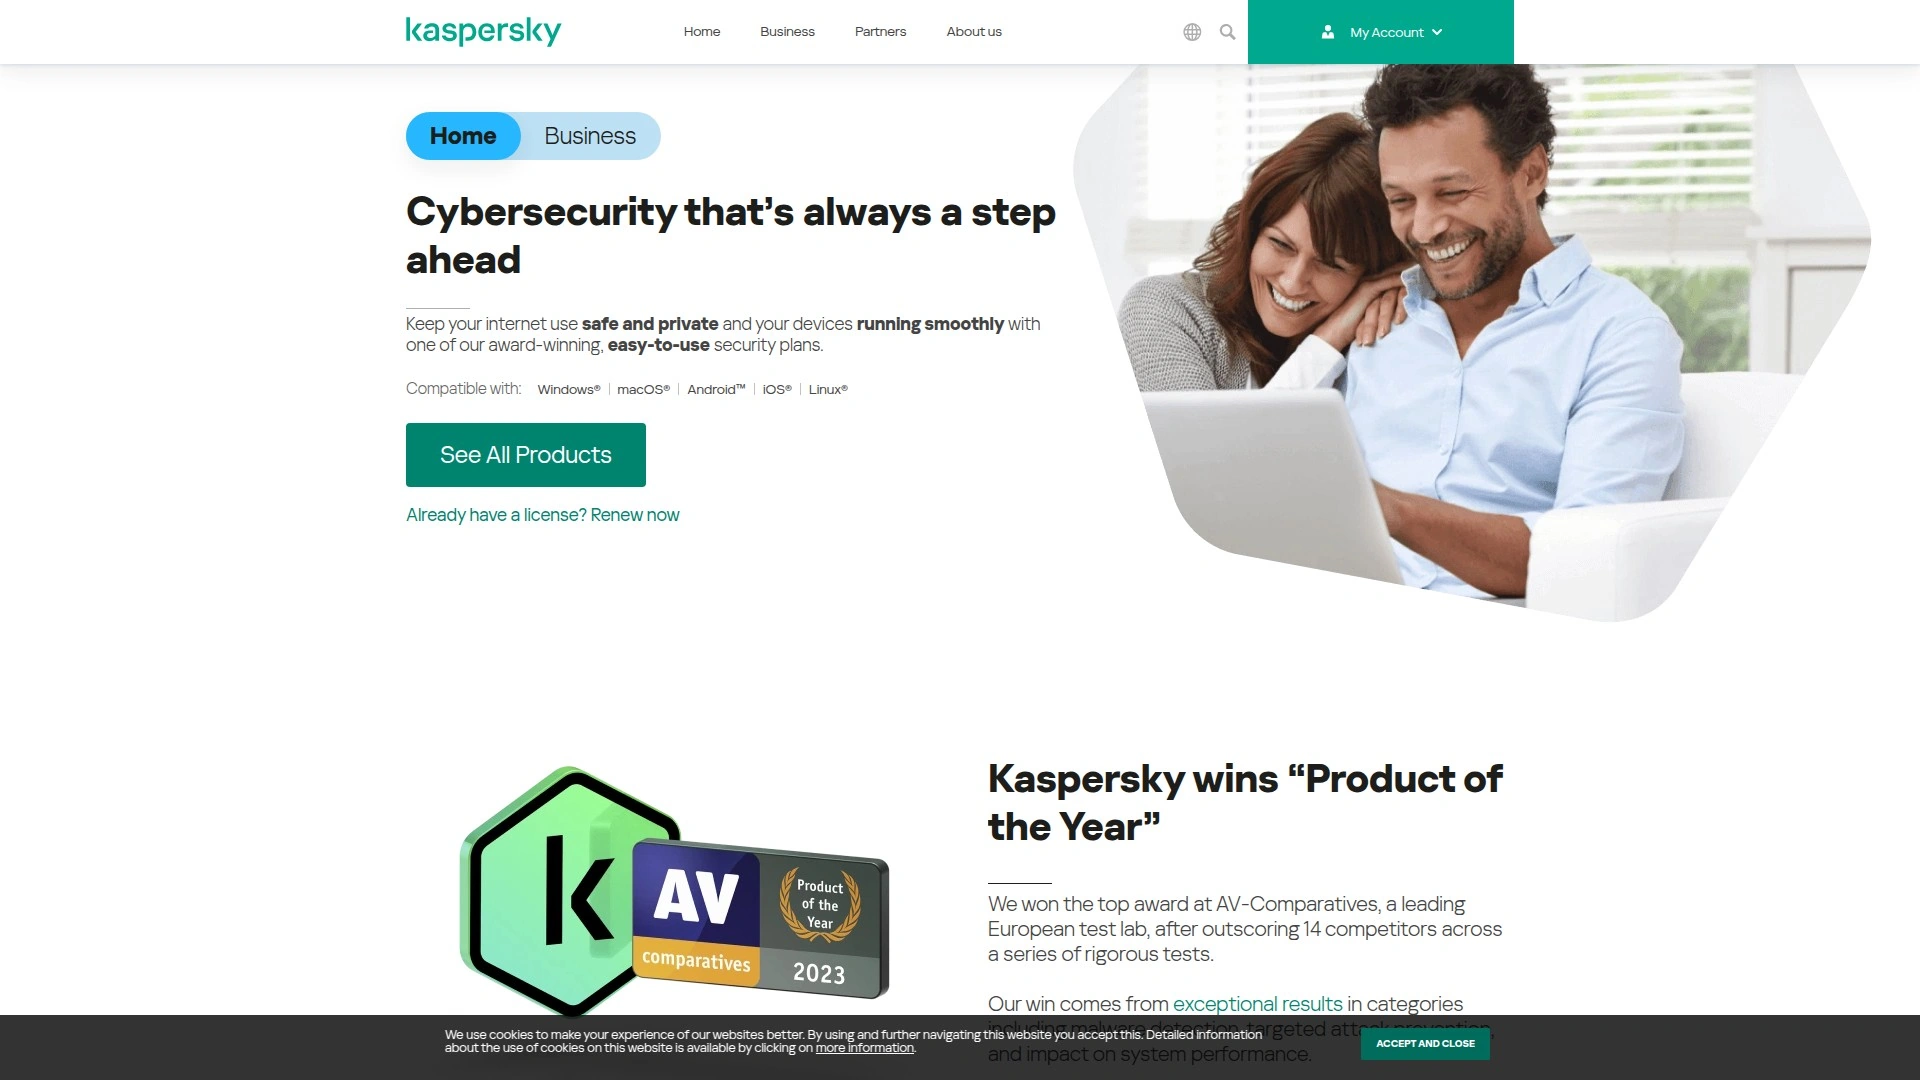 kaspersky
Home
Business
Partners
About us
My Account
Home
Business
Cybersecurity that’s always a step
ahead
Keep your internet use safe and private and your devices running smoothly with
one of our award-winning, easy-to-use security plans.
Compatible with:
Windows®
macOS®
Android™
iOS®
Linux®
See All Products
Already have a license? Renew now
k
AV
comparatives
Product
of the
Year
2023
Kaspersky wins “Product of
the Year”
We won the top award at AV-Comparatives, a leading
European test lab, after outscoring 14 competitors across
a series of rigorous tests.
Our win comes from exceptional results in categories
including malware detection, targeted attack prevention,
and impact on system performance.
We use cookies to make your experience of our websites better. By using and further navigating this website you accept this. Detailed information
about the use of cookies on this website is available by clicking on more information.
ACCEPT AND CLOSE